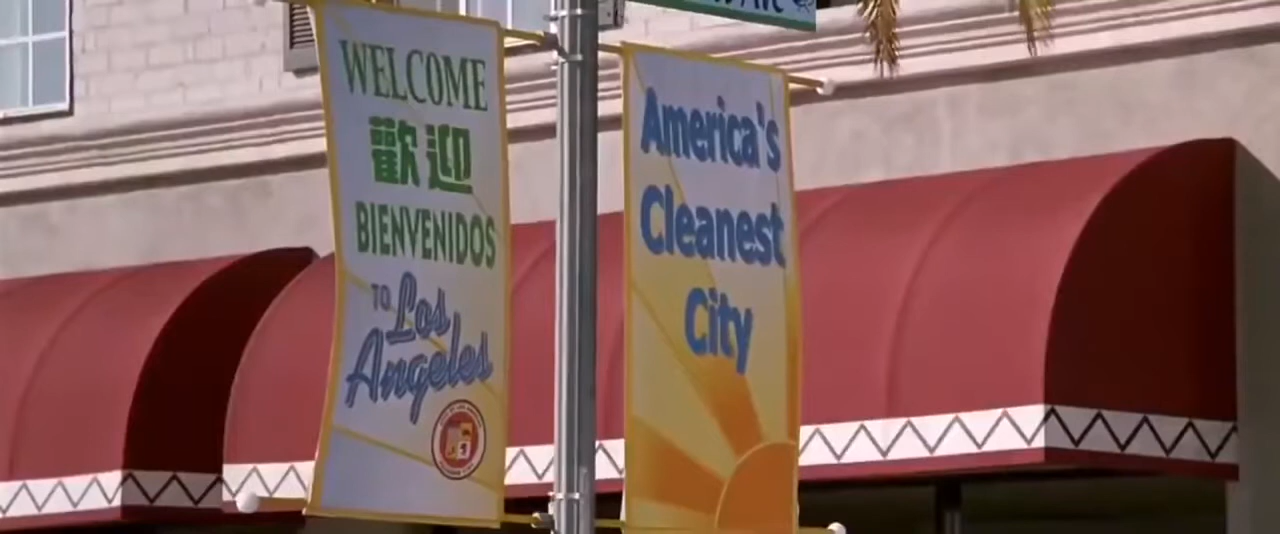 WELCOME
歡迎
BIENVENIDOS
TO Los
Angeles
America's
Cleanest
City